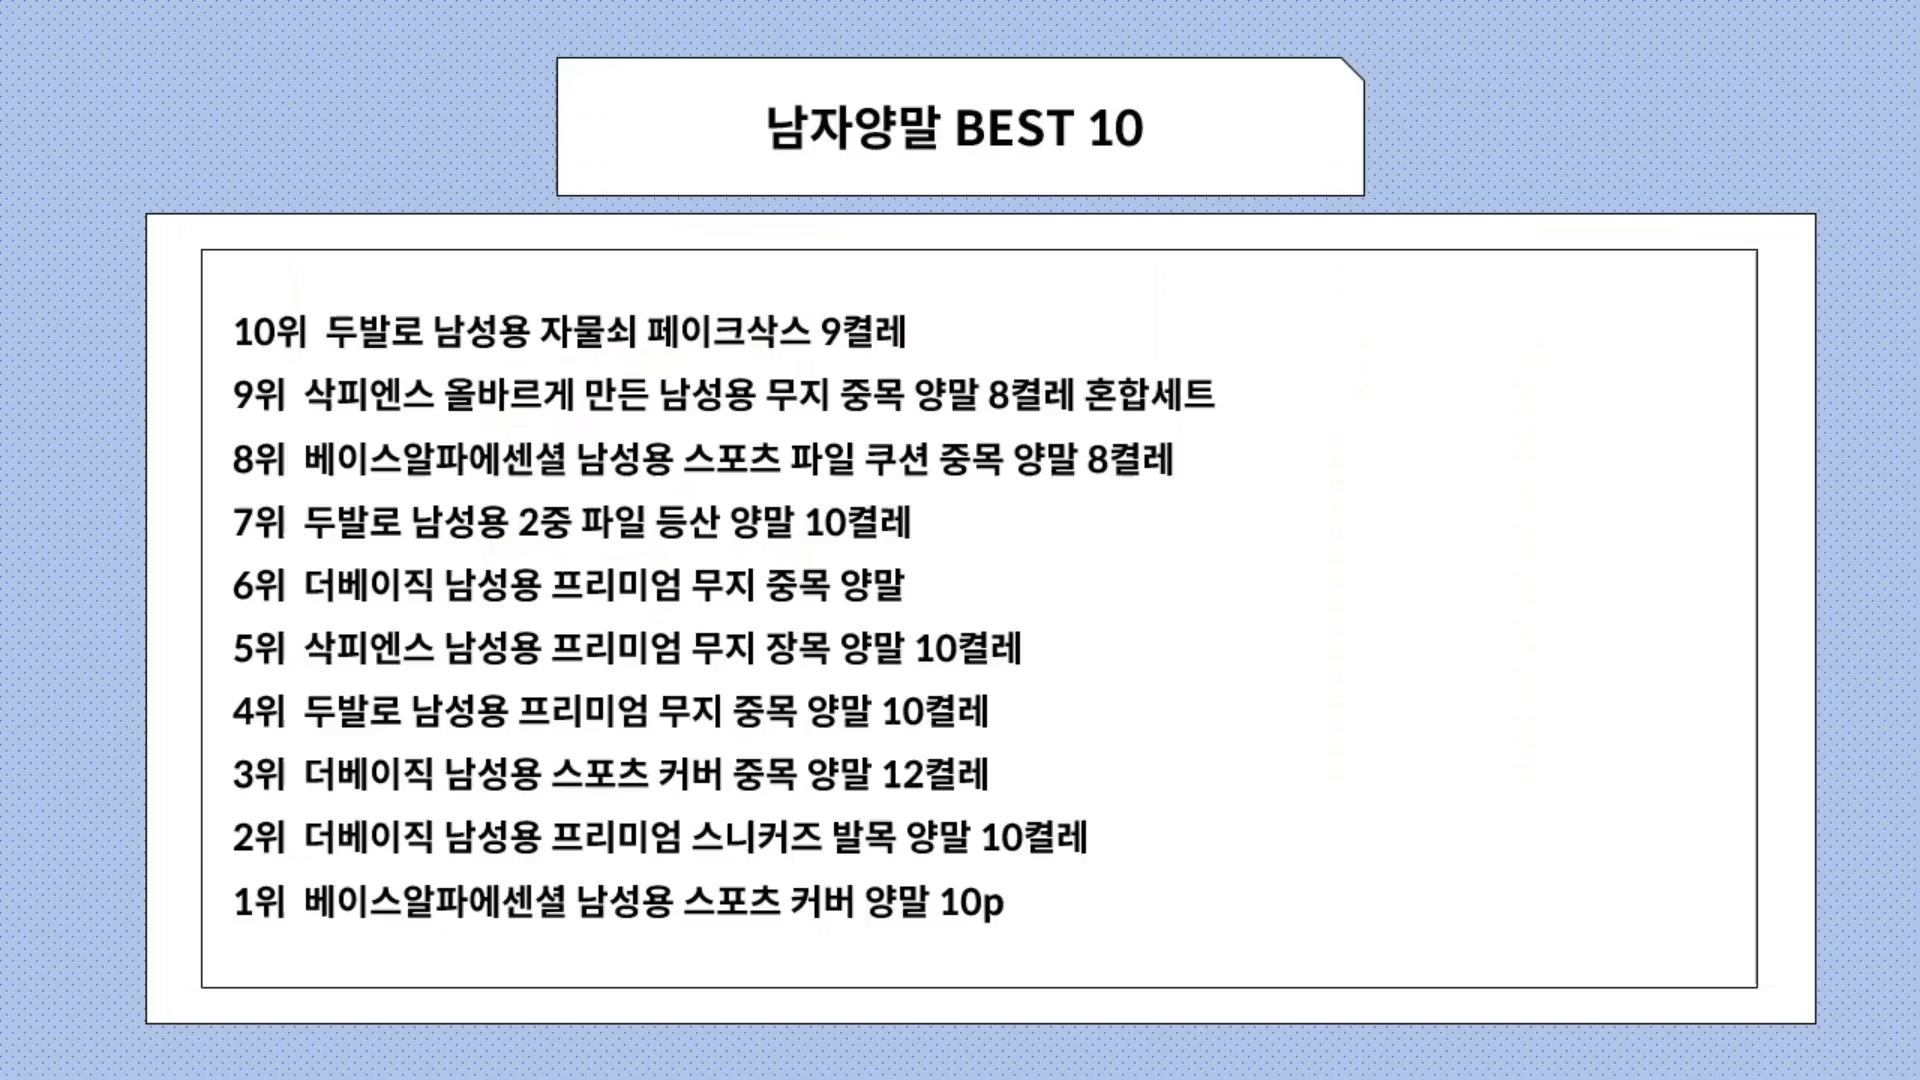 남자양말 BEST 10
10위 두발로 남성용 자물쇠 페이크삭스 9켤레
9위 삭피엔스 올바르게 만든 남성용 무지 중목 양말 8켤레 혼합세트
8위 베이스알파에센셜 남성용 스포츠 파일 쿠션 중목 양말 8켤레
7위 두발로 남성용 2중 파일 등산 양말 10켤레
6위 더베이직 남성용 프리미엄 무지 중목 양말
5위 삭피엔스 남성용 프리미엄 무지 장목 양말 10켤레
4위 두발로 남성용 프리미엄 무지 중목 양말 10켤레
3위 더베이직 남성용 스포츠 커버 중목 양말 12켤레
2위 더베이직 남성용 프리미엄 스니커즈 발목 양말 10켤레
1위 베이스알파에센셜 남성용 스포츠 커버 양말 10p